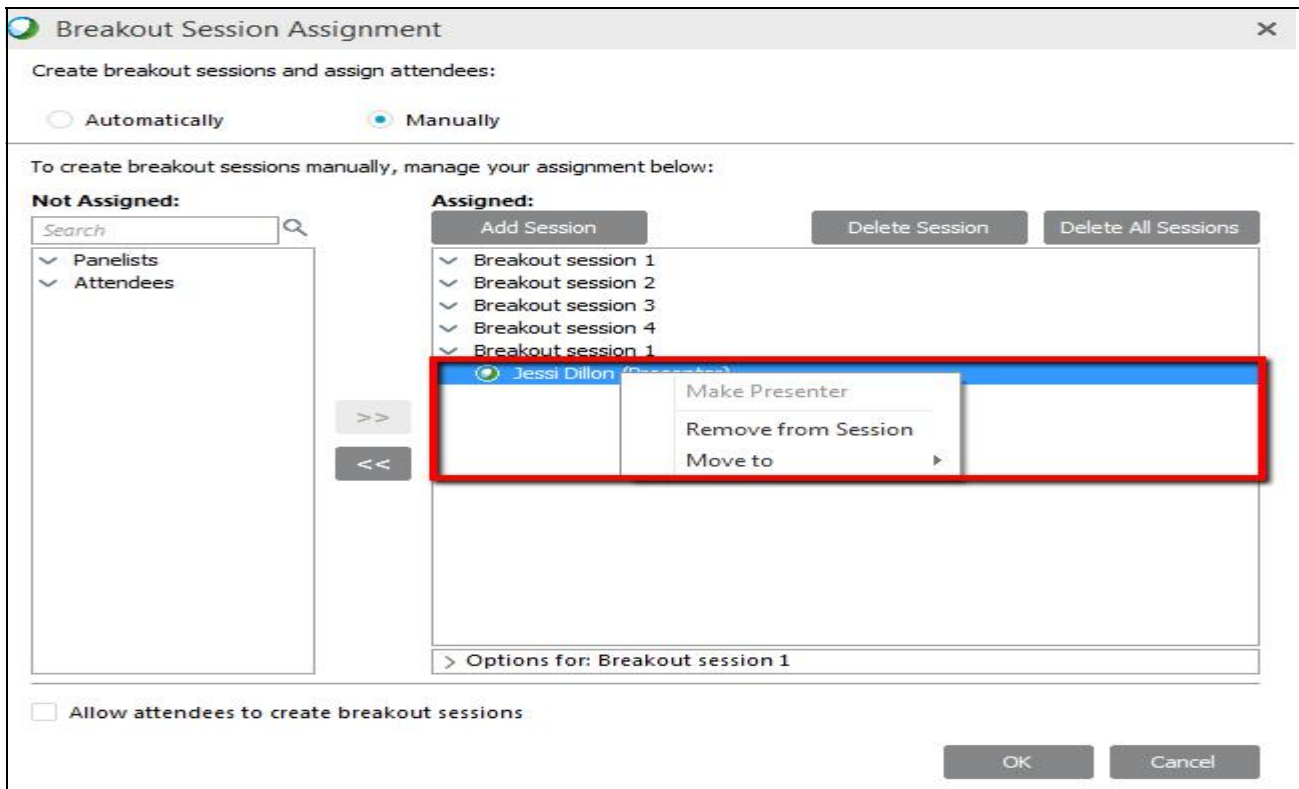 Breakout Session Assignment
Create breakout sessions and assign attendees:
Automatically Manually
To create breakout sessions manually, manage your assignment below:
Not Assigned: Assigned:
Search Add Session Delete Session Delete All Sessions
Panelists Breakout session 1
Attendees Breakout session 2
Breakout session 3
Breakout session 4
Breakout session 1
Jessi Dillon (Presenter)
Make Presenter
>> Remove from Session
<< Move to
> Options for: Breakout session 1
Allow attendees to create breakout sessions
OK Cancel